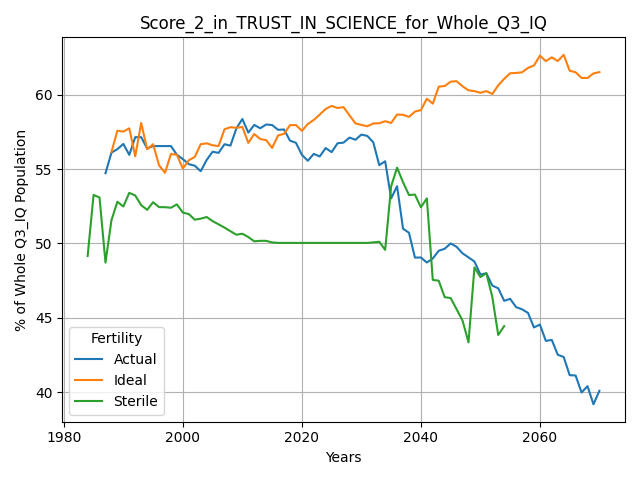 Score_2_in_TRUST_IN_SCIENCE_for_Whole_Q3_IQ
% of Whole Q3_IQ Population
60
55
50
45
40
Fertility
Actual
Ideal
Sterile
1980
2000
2020
2040
2060
Years